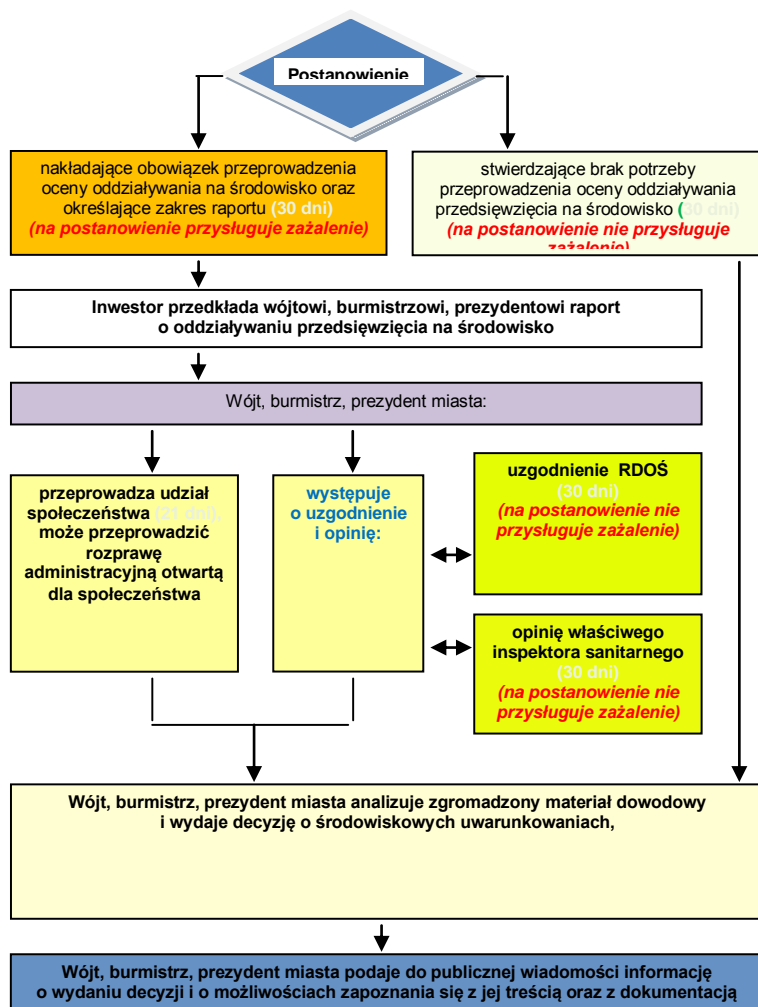 Postanowienie
nakładające obowiązek przeprowadzenia
oceny oddziaływania na środowisko oraz
określające zakres raportu (30 dni)
(na postanowienie przysługuje zażalenie)
stwierdzające brak potrzeby
przeprowadzenia oceny oddziaływania
przedsięwzięcia na środowisko (30 dni)
(na postanowienie nie przysługuje
zażalenie)
Inwestor przedkłada wójtowi, burmistrzowi, prezydentowi raport
o oddziaływaniu przedsięwzięcia na środowisko
Wójt, burmistrz, prezydent miasta:
przeprowadza udział
społeczeństwa (21 dni),
może przeprowadzić
rozprawę
administracyjną otwartą
dla społeczeństwa
występuje
o uzgodnienie
i opinię:
uzgodnienie RDOŚ
(30 dni)
(na postanowienie nie
przysługuje zażalenie)
opinię właściwego
inspektora sanitarnego
(30 dni)
(na postanowienie nie
przysługuje zażalenie)
Wójt, burmistrz, prezydent miasta analizuje zgromadzony materiał dowodowy
i wydaje decyzję o środowiskowych uwarunkowaniach,
Wójt, burmistrz, prezydent miasta podaje do publicznej wiadomości informację
o wydaniu decyzji i o możliwościach zapoznania się z jej treścią oraz z dokumentacją